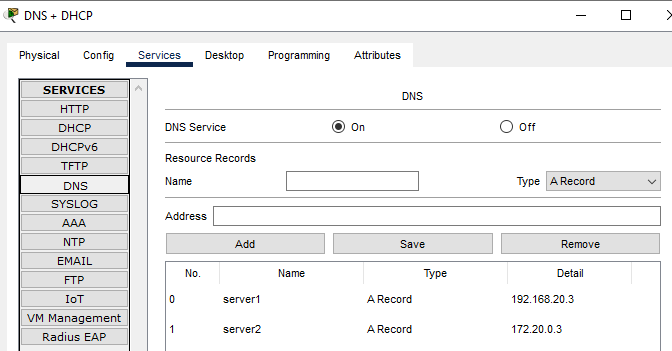 DNS + DHCP
Physical Config Services Desktop Programming Attributes
SERVICES
HTTP
DHCP
DHCPv6
TFTP
DNS
SYSLOG
AAA
NTP
EMAIL
FTP
IoT
VM Management
Radius EAP
DNS
DNS Service On Off
Resource Records
Name Type A Record
Address
Add Save Remove
No. Name Type Detail
0 server1 A Record 192.168.20.3
1 server2 A Record 172.20.0.3